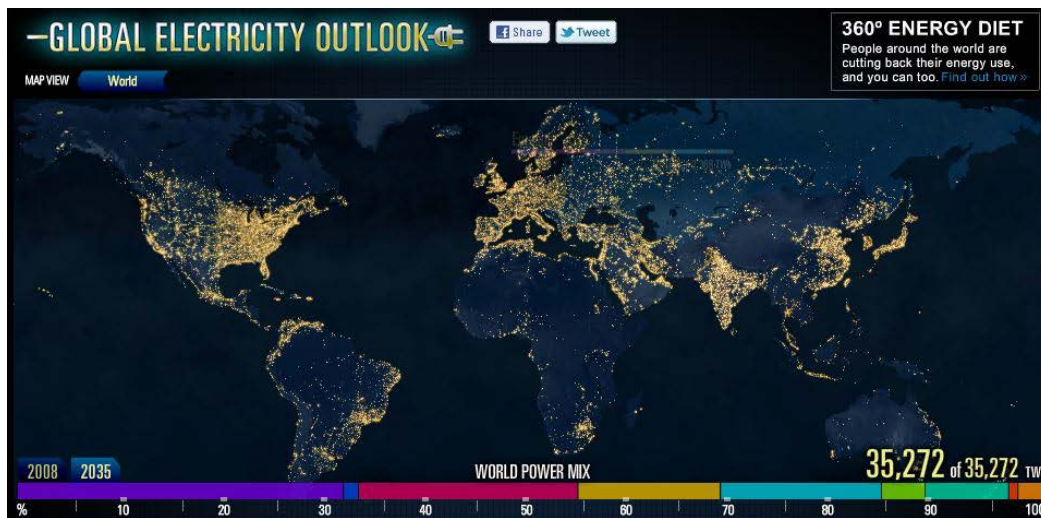 GLOBAL ELECTRICITY OUTLOOK
Share
Tweet
360º ENERGY DIET
People around the world are
cutting back their energy use,
and you can too. Find out how »
MAP VIEW
World
2008
2035
WORLD POWER MIX
35,272 of 35,272 TW
% 10 20 30 40 50 60 70 80 90 100